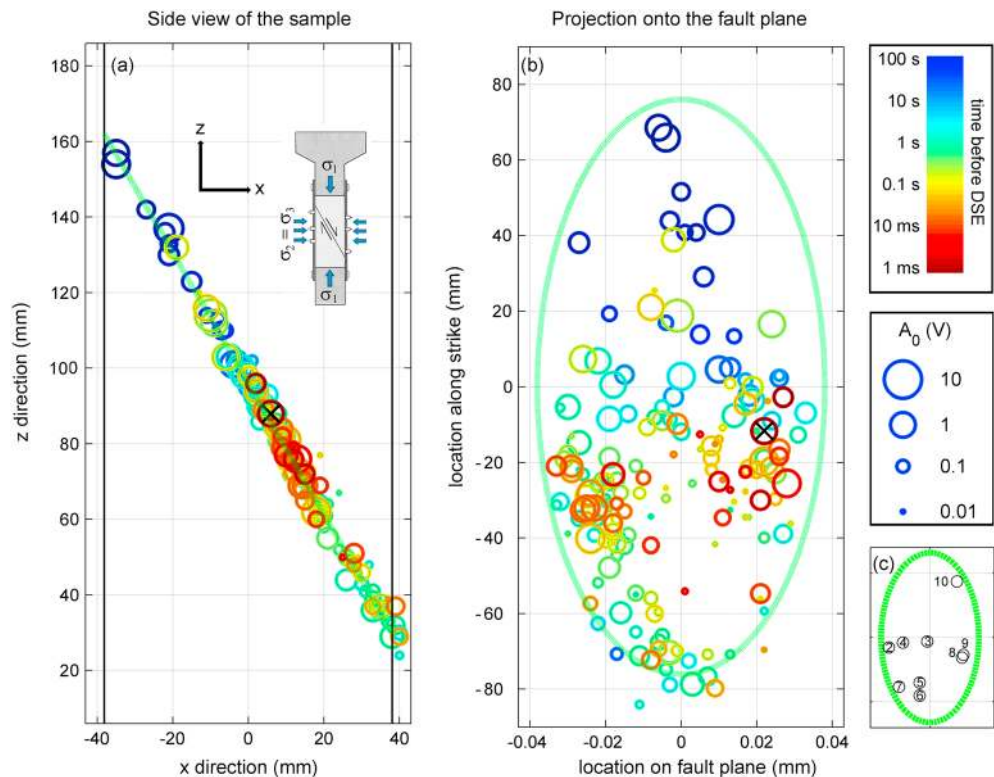 Side view of the sample
Projection onto the fault plane
(a)
180
160
140
120
100
80
60
40
20
z direction (mm)
-40
-20
0
20
40
x direction (mm)
z
x
σ1
σ2 = σ3
σ1
(b)
80
60
40
20
0
-20
-40
-60
-80
location along strike (mm)
-0.04
-0.02
0
0.02
0.04
location on fault plane (mm)
100 s
10 s
1 s
0.1 s
10 ms
1 ms
time before DSE
A0 (V)
10
1
0.1
0.01
(c)
10
2
4
3
9
8
7
5
6